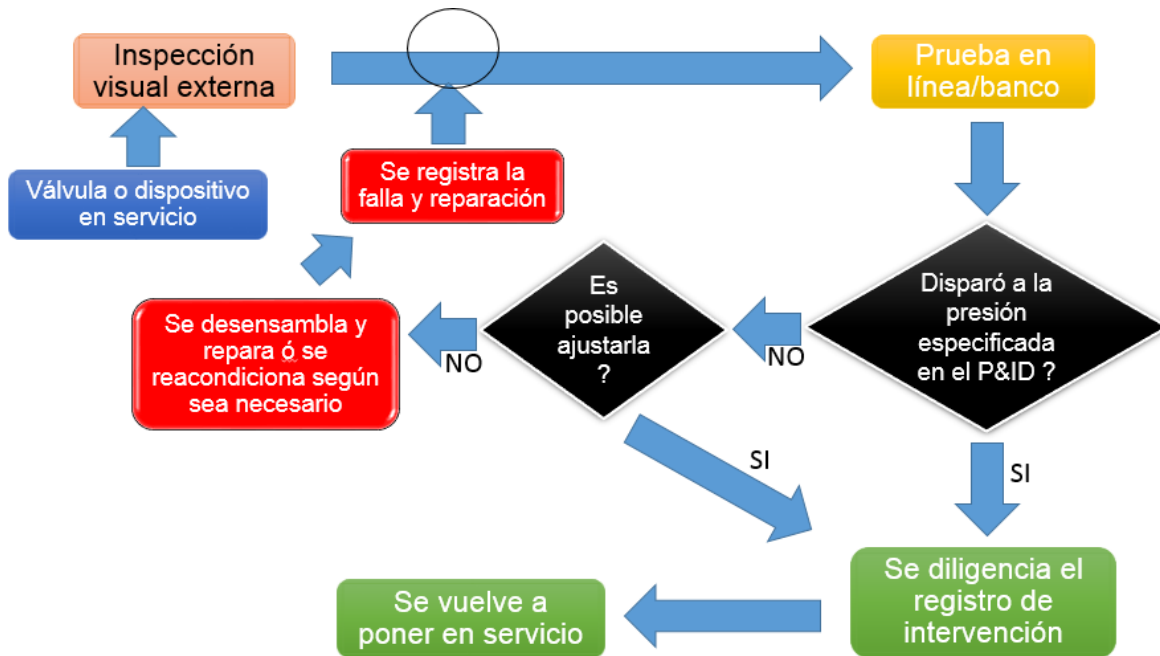 Inspección
visual externa
Prueba en
línea/banco
Válvula o dispositivo
en servicio
Se registra la
falla y reparación
Disparó a la
presión
especificada
en el P&ID ?
NO
Es
posible
ajustarla
?
NO
Se desensambla y
repara ó se
reacondiciona según
sea necesario
SI
SI
Se diligencia el
registro de
intervención
Se vuelve a
poner en servicio